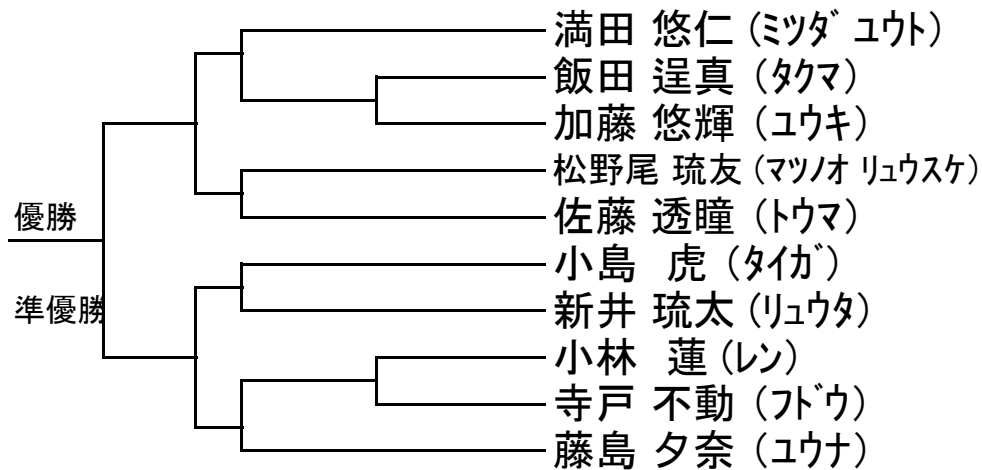 満田 悠仁 (ﾐﾂﾀﾞ ﾕｳﾄ)
飯田 逞真 (ﾀｸﾏ)
加藤 悠輝 (ﾕｳｷ)
松野尾 琉友 (ﾏﾂﾉｵ ﾘｭｳｽｹ)
優勝
佐藤 透瞳 (ﾄｳﾏ)
小島　虎 (ﾀｲｶﾞ)
準優勝
新井 琉太 (ﾘｭｳﾀ)
小林　蓮 (ﾚﾝ)
寺戸 不動 (ﾌﾄﾞｳ)
藤島 夕奈 (ﾕｳﾅ)